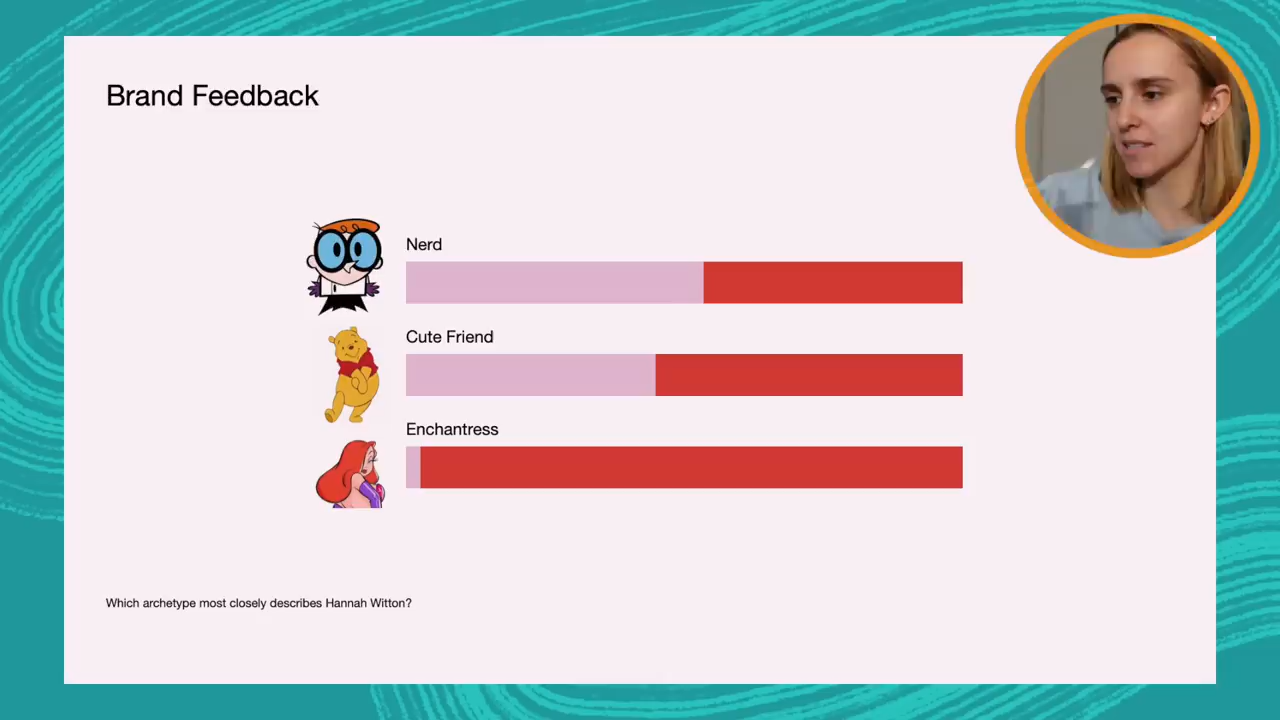 Brand Feedback
Nerd
Cute Friend
Enchantress
Which archetype most closely describes Hannah Witton?